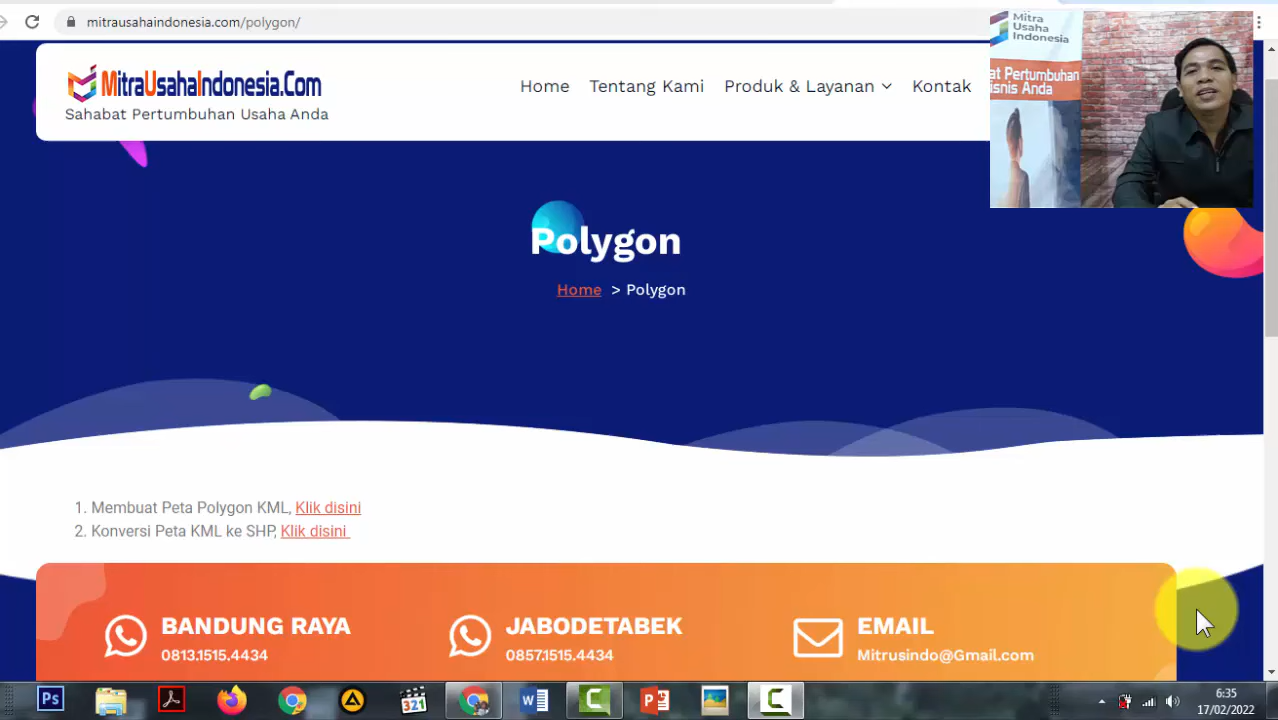 mitrausahaindonesia.com/polygon/
MitraUsahaIndonesia.Com
Sahabat Pertumbuhan Usaha Anda
Home
Tentang Kami
Produk & Layanan
Kontak
Mitra
Usaha
Indonesia
at Pertumbuhan
isnis Anda
Polygon
Home > Polygon
1. Membuat Peta Polygon KML, Klik disini
2. Konversi Peta KML ke SHP, Klik disini
BANDUNG RAYA
0813.1515.4434
JABODETABEK
0857.1515.4434
EMAIL
Mitrusindo@Gmail.com
Ps
321
W
C
P
C
6:35
17/02/2022